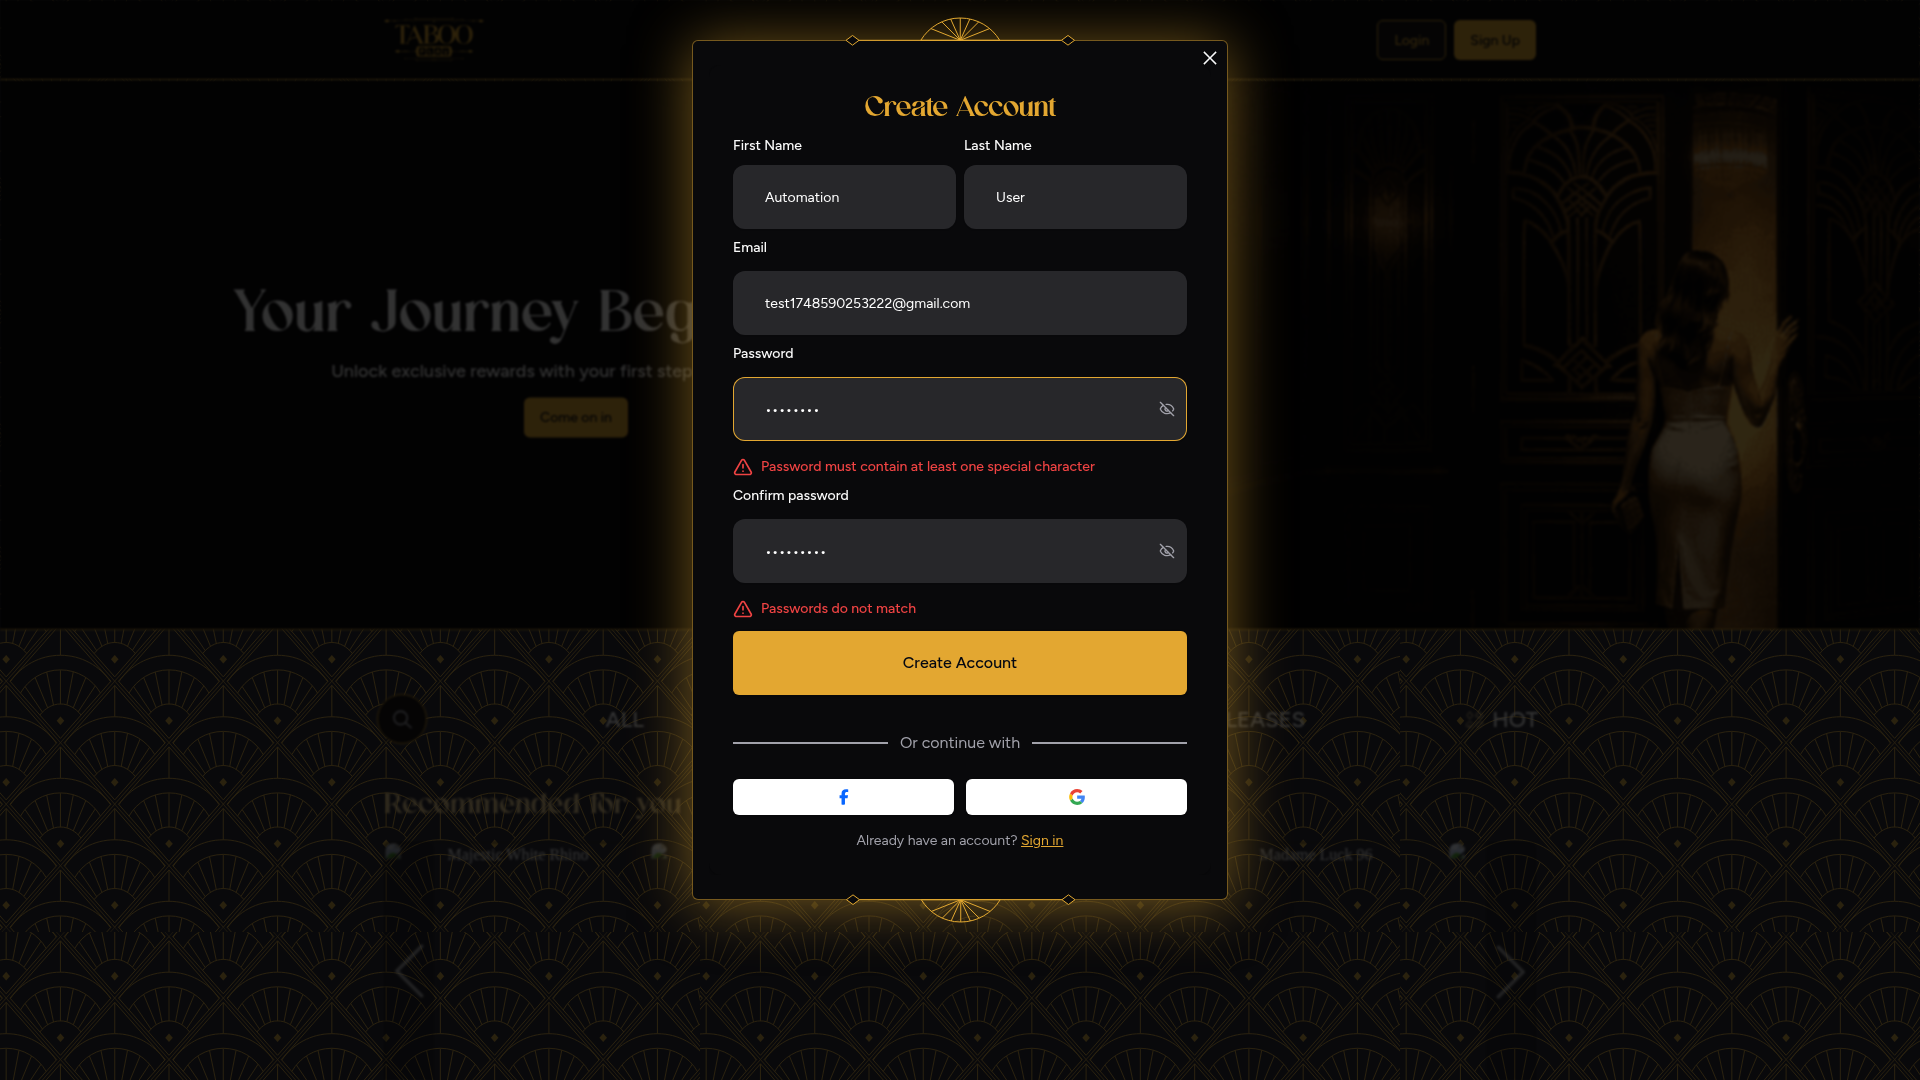 TABOO
Login
Sign Up
Create Account
First Name
Last Name
Automation
User
Email
test1748590253222@gmail.com
Your Journey Beg
Password
Unlock exclusive rewards with your first step
••••••••
Come on in
Password must contain at least one special character
Confirm password
•••••••••
Passwords do not match
Create Account
ALL
LEASES
HOT
Or continue with
Recommended for you
Already have an account? Sign in
Majestic White Rhino
Madame Luck 96